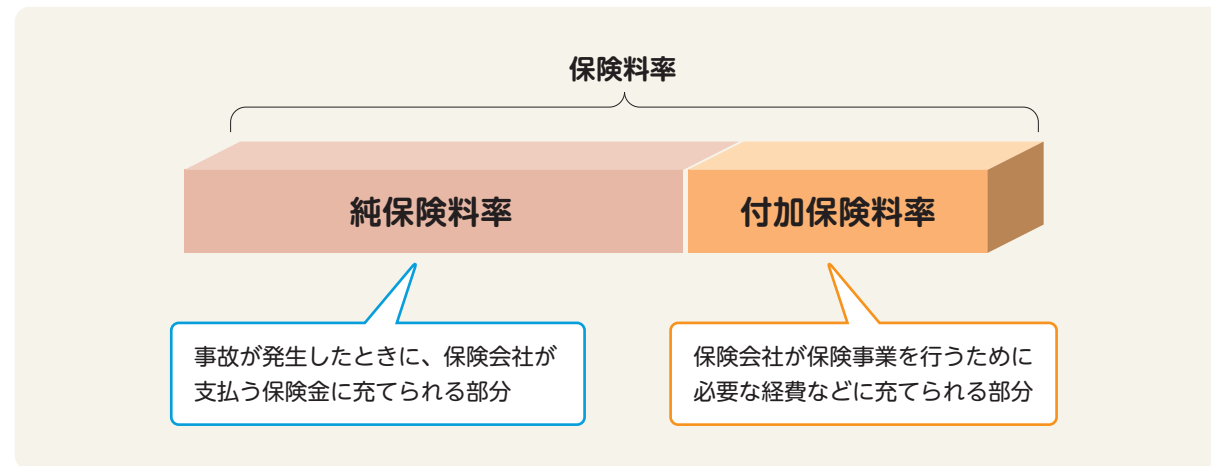 保険料率
純保険料率
付加保険料率
事故が発生したときに、保険会社が
支払う保険金に充てられる部分
保険会社が保険事業を行うために
必要な経費などに充てられる部分